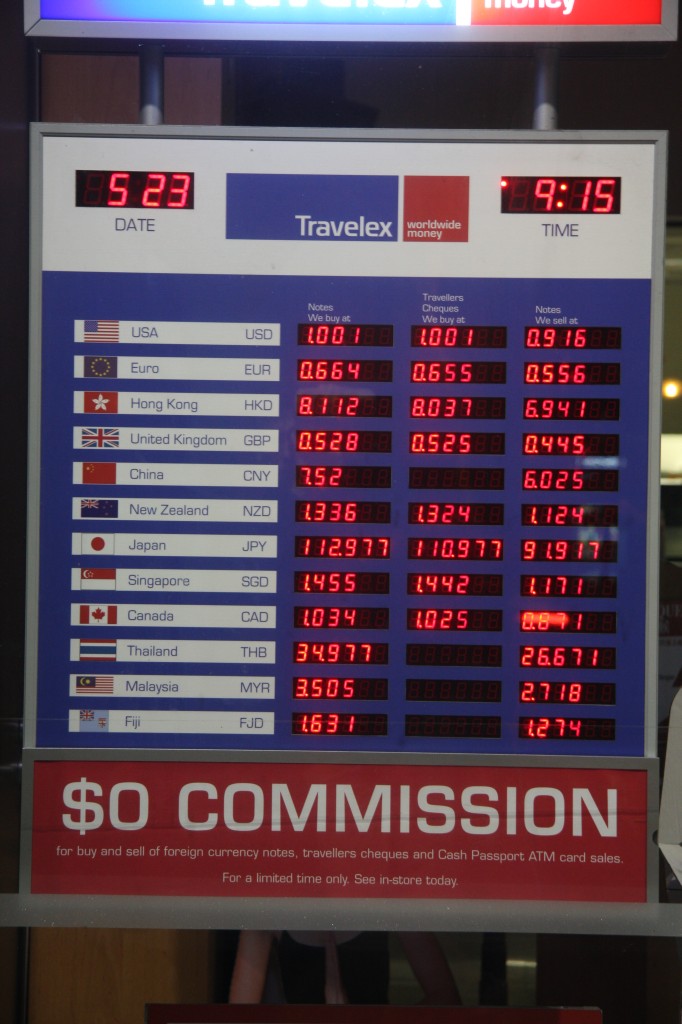 Travelex money
5 23 9:15
DATE Travelex worldwide money TIME
Notes We buy at Travellers Cheques We buy at Notes We sell at
USA USD 1.001 1.001 0.916
Euro EUR 0.664 0.655 0.556
Hong Kong HKD 8.112 8.037 6.941
United Kingdom GBP 0.528 0.525 0.445
China CNY 7.52 6.025
New Zealand NZD 1.336 1.324 1.124
Japan JPY 112.977 110.977 91.917
Singapore SGD 1.455 1.442 1.171
Canada CAD 1.034 1.025 0.871
Thailand THB 34.977 26.671
Malaysia MYR 3.505 2.718
Fiji FJD 1.631 1.274
$0 COMMISSION
for buy and sell of foreign currency notes, travellers cheques and Cash Passport ATM card sales.
For a limited time only. See in-store today.